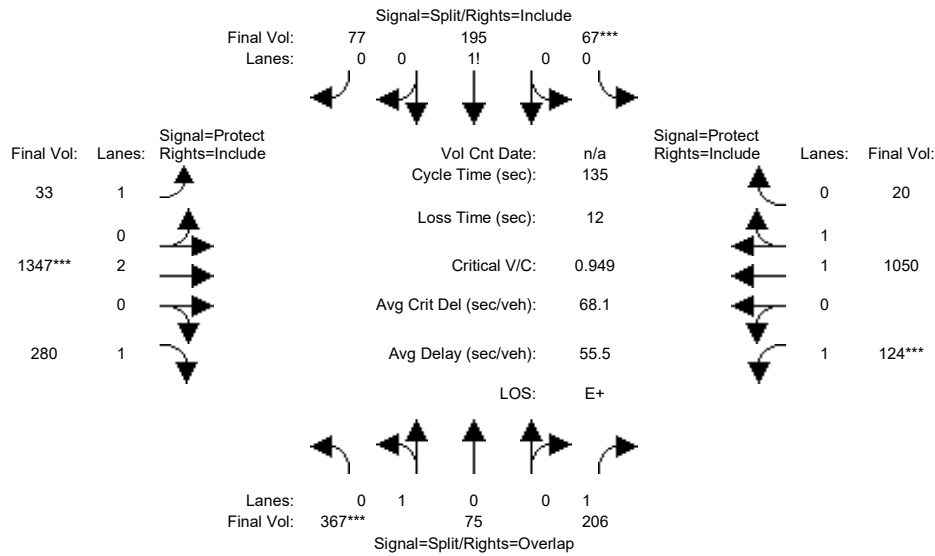 Signal=Split/Rights=Include
Final Vol: 77 195 67***
Lanes: 0 0 1! 0 0
Signal=Protect Signal=Protect
Final Vol: Lanes: Rights=Include Vol Cnt Date: n/a Rights=Include Lanes: Final Vol:
Cycle Time (sec): 135
33 1 0 20
Loss Time (sec): 12
0 1
1347*** 2 Critical V/C: 0.949 1 1050
0 Avg Crit Del (sec/veh): 68.1 0
280 1 Avg Delay (sec/veh): 55.5 1 124***
LOS: E+
Lanes: 0 1 0 0 1
Final Vol: 367*** 75 206
Signal=Split/Rights=Overlap